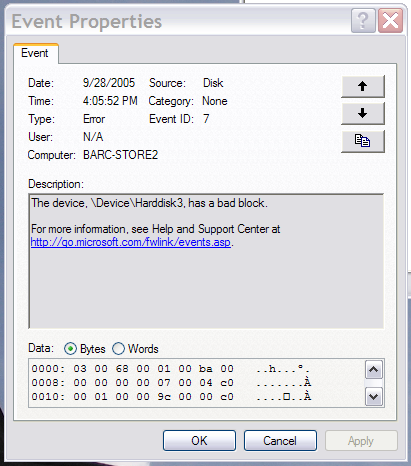 Event Properties
Event
Date: 9/28/2005 Source: Disk
Time: 4:05:52 PM Category: None
Type: Error Event ID: 7
User: N/A
Computer: BARC-STORE2
Description:
The device, \Device\Harddisk3, has a bad block.
For more information, see Help and Support Center at
http://go.microsoft.com/fwlink/events.asp.
Data: Bytes Words
0000: 03 00 68 00 01 00 ba 00 ..h...º.
0008: 00 00 00 00 07 00 04 c0 .......À
0010: 00 01 00 00 9c 00 00 c0 ....□..À
OK Cancel Apply